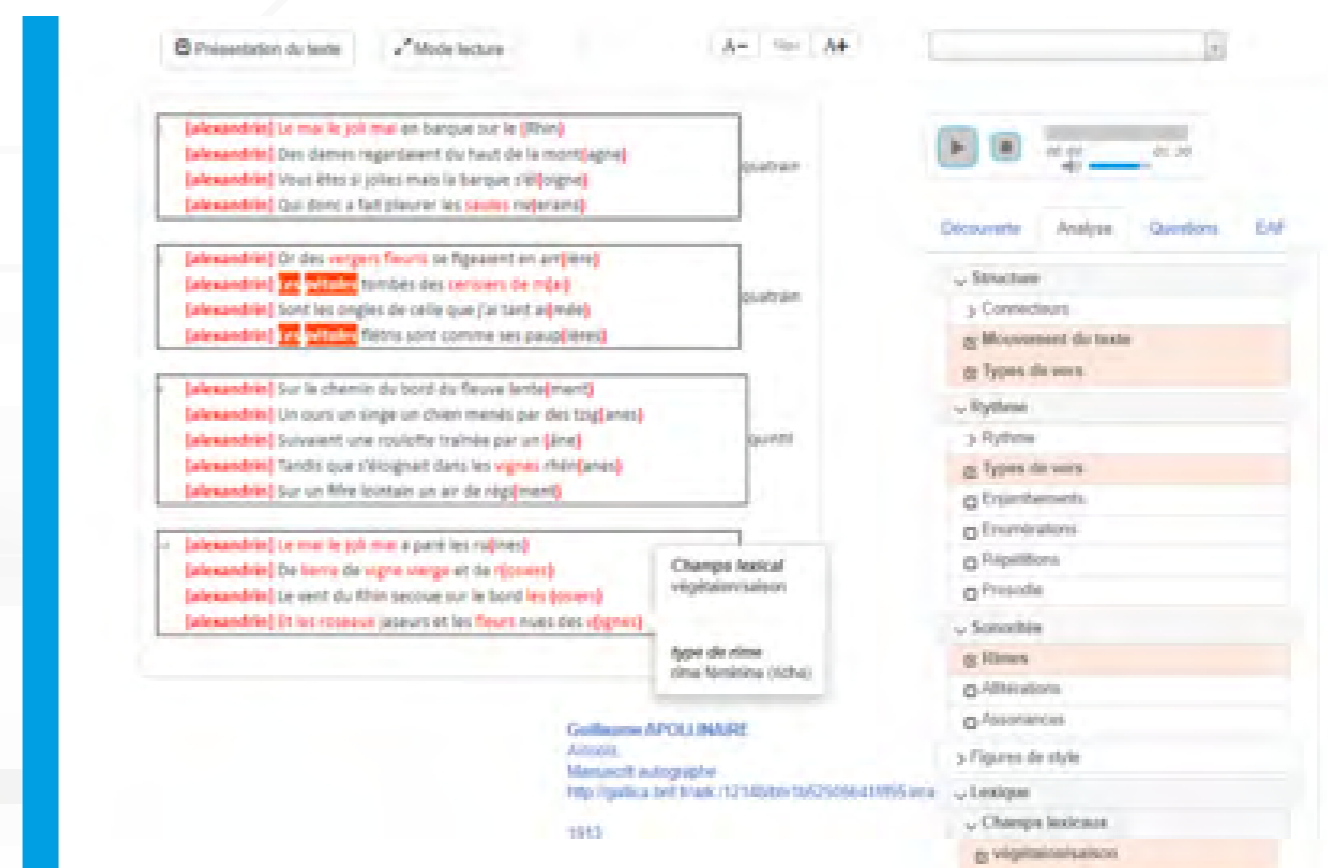 Présentation du texte
Mode lecture
A- A+
[alexandrin] Le mai le joli mai en barque sur le (Rhin)
[alexandrin] Des dames regardaient du haut de la mont(agne)
[alexandrin] Vous êtes si jolies mais la barque s'él(oigne)
[alexandrin] Qui donc a fait pleurer les saules riv(erains)
quatrain
[alexandrin] Or des vergers fleuris se figeaient en arr(ière)
[alexandrin] Les pétales tombés des cerisiers de m(ai)
[alexandrin] Sont les ongles de celle que j'ai tant ai(mée)
[alexandrin] Les pétales flétris sont comme ses paup(ières)
quatrain
[alexandrin] Sur le chemin du bord du fleuve lente(ment)
[alexandrin] Un ours un singe un chien menés par des tzig(anes)
[alexandrin] Suivaient une roulotte traînée par un (âne)
[alexandrin] Tandis que s'éloignait dans les vignes rhén(anes)
[alexandrin] Sur un fifre lointain un air de régi(ment)
quintil
[alexandrin] Le mai le joli mai a paré les ru(ines)
[alexandrin] De lierre de vigne vierge et de r(osiers)
[alexandrin] Le vent du Rhin secoue sur le bord les (osiers)
[alexandrin] Et les roseaux jaseurs et les fleurs nues des v(ignes)
Champs lexical
végétaion/saison
type de rime
rime féminine (riche)
Guillaume APOLLINAIRE
Alcools
Manuscrit autographe
1913
00:00
Découverte Analyse Questions EAF
Structure
Connecteurs
Mouvement du texte
Types de vers
Rythme
Rythme
Types de vers
Enjambements
Enumérations
Répétitions
Prosodie
Sonorités
Rimes
Allitérations
Assonances
Figures de style
Lexique
Champs lexicaux
végétaion/saison